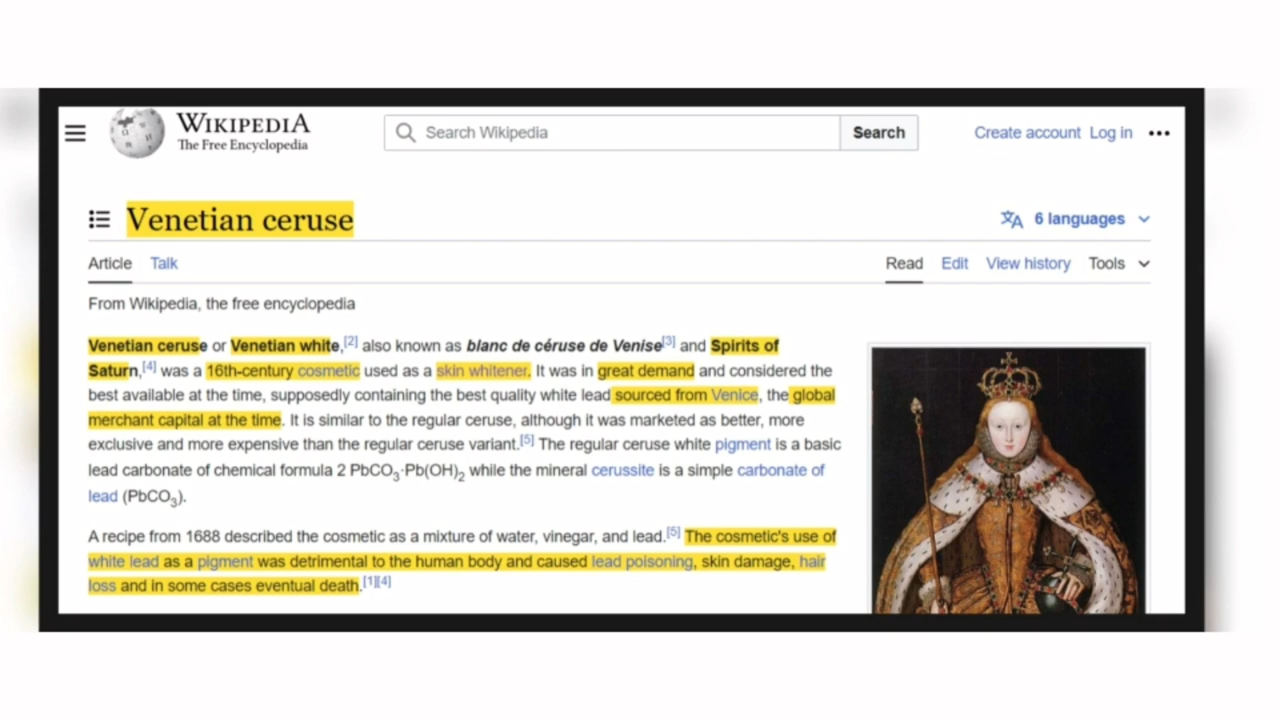 WIKIPEDIA
The Free Encyclopedia
Search Wikipedia
Search
Create account Log in
Venetian ceruse
6 languages
Article Talk
Read Edit View history Tools
From Wikipedia, the free encyclopedia
Venetian ceruse or Venetian white,[2] also known as blanc de céruse de Venise[3] and Spirits of
Saturn,[4] was a 16th-century cosmetic used as a skin whitener. It was in great demand and considered the
best available at the time, supposedly containing the best quality white lead sourced from Venice, the global
merchant capital at the time. It is similar to the regular ceruse, although it was marketed as better, more
exclusive and more expensive than the regular ceruse variant.[5] The regular ceruse white pigment is a basic
lead carbonate of chemical formula 2 PbCO3·Pb(OH)2 while the mineral cerussite is a simple carbonate of
lead (PbCO3).
A recipe from 1688 described the cosmetic as a mixture of water, vinegar, and lead.[5] The cosmetic's use of
white lead as a pigment was detrimental to the human body and caused lead poisoning, skin damage, hair
loss and in some cases eventual death.[1][4]